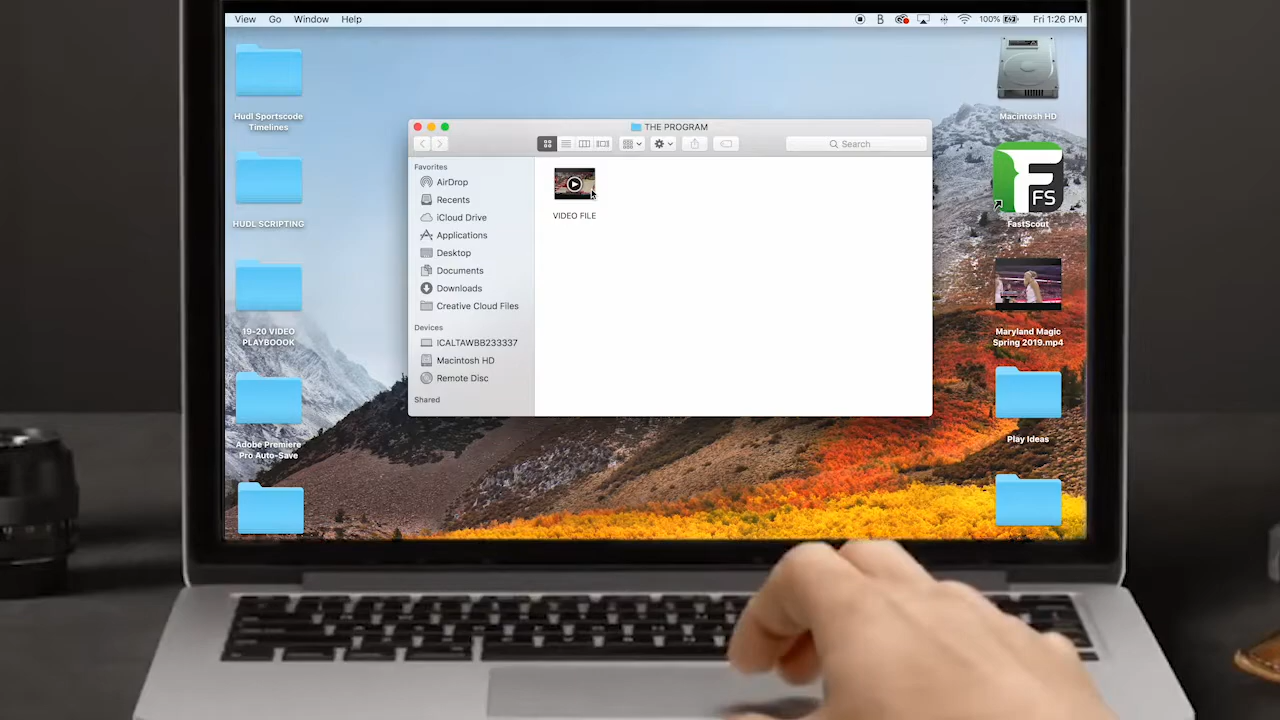 View Go Window Help
100% Fri 1:26 PM
Hudl Sportscode
Timelines
HUDL SCRIPTING
19-20 VIDEO
PLAYBOOOK
Adobe Premiere
Pro Auto-Save
THE PROGRAM
Search
Favorites
AirDrop
Recents
iCloud Drive
Applications
Desktop
Documents
Downloads
Creative Cloud Files
Devices
ICALTAWBB233337
Macintosh HD
Remote Disc
Shared
VIDEO FILE
Macintosh HD
F FS
FastScout
Maryland Magic
Spring 2019.mp4
Play Ideas